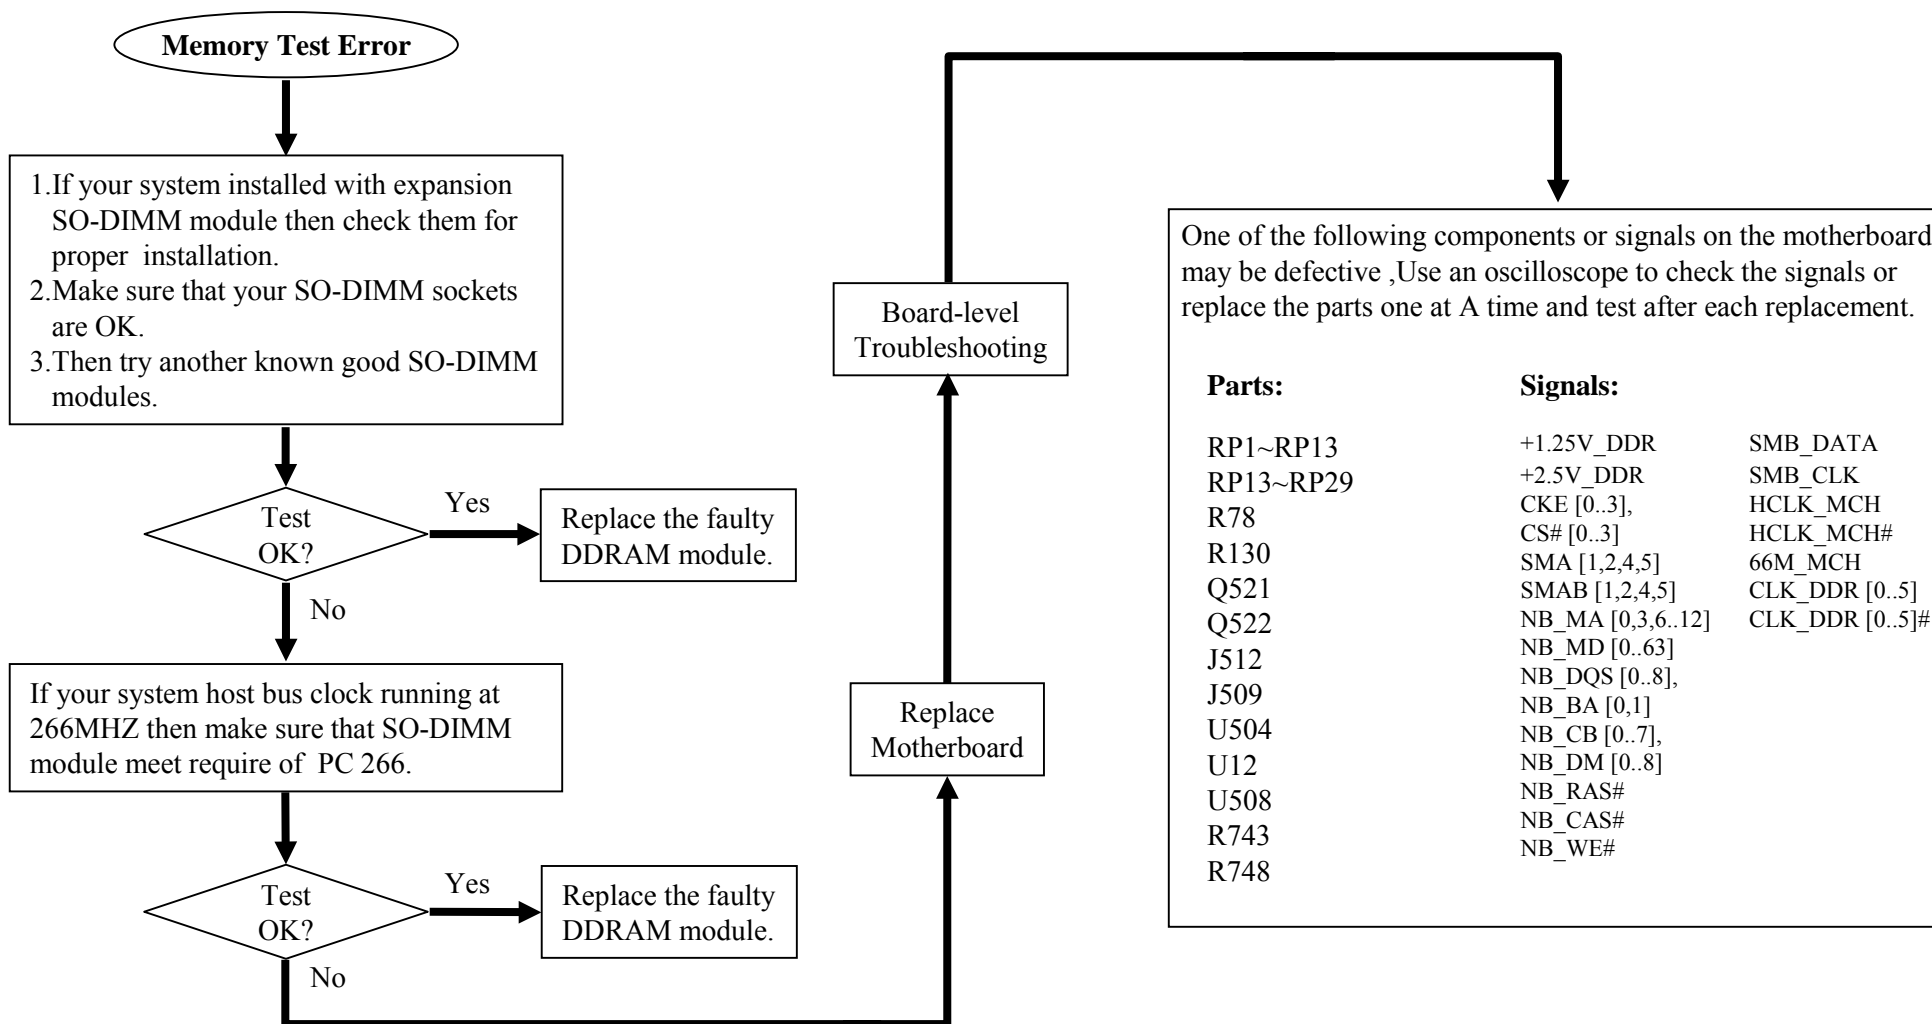 Memory Test Error
1.If your system installed with expansion
SO-DIMM module then check them for
proper installation.
2.Make sure that your SO-DIMM sockets
are OK.
3.Then try another known good SO-DIMM
modules.
Test
OK?
Yes
Replace the faulty
DDRAM module.
No
If your system host bus clock running at
266MHZ then make sure that SO-DIMM
module meet require of PC 266.
Test
OK?
Yes
Replace the faulty
DDRAM module.
No
Replace
Motherboard
Board-level
Troubleshooting
One of the following components or signals on the motherboard
may be defective ,Use an oscilloscope to check the signals or
replace the parts one at A time and test after each replacement.
Parts:
RP1~RP13
RP13~RP29
R78
R130
Q521
Q522
J512
J509
U504
U12
U508
R743
R748
Signals:
+1.25V_DDR
+2.5V_DDR
CKE [0..3],
CS# [0..3]
SMA [1,2,4,5]
SMAB [1,2,4,5]
NB_MA [0,3,6..12]
NB_MD [0..63]
NB_DQS [0..8],
NB_BA [0,1]
NB_CB [0..7],
NB_DM [0..8]
NB_RAS#
NB_CAS#
NB_WE#
SMB_DATA
SMB_CLK
HCLK_MCH
HCLK_MCH#
66M_MCH
CLK_DDR [0..5]
CLK_DDR [0..5]#